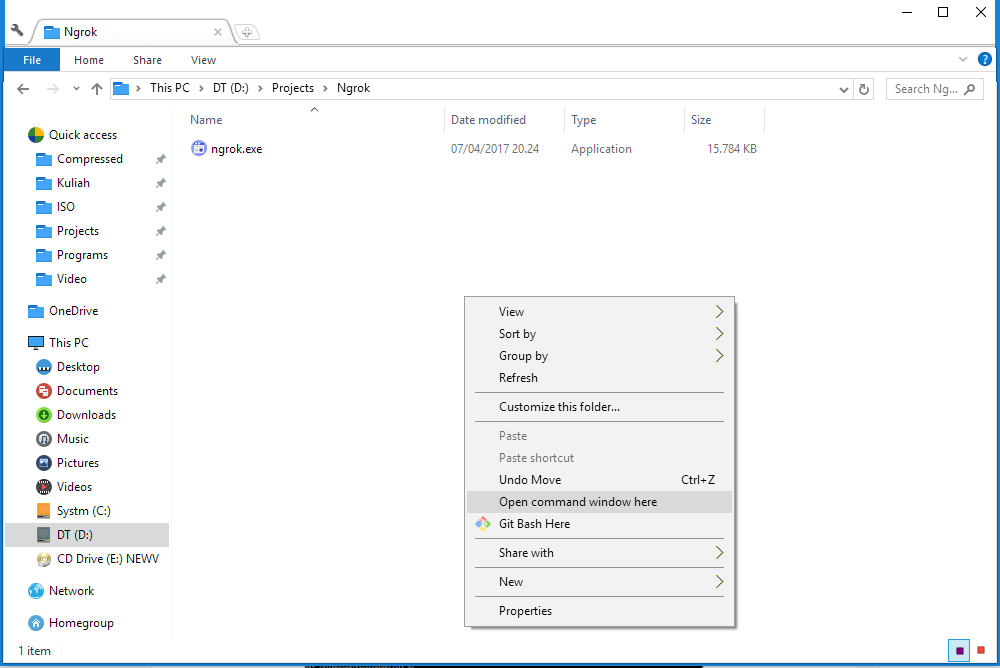 Ngrok
File Home Share View
This PC DT (D:) Projects Ngrok Search Ng...
Name Date modified Type Size
ngrok.exe 07/04/2017 20.24 Application 15.784 KB
Quick access
Compressed
Kuliah
ISO
Projects
Programs
Video
OneDrive
This PC
Desktop
Documents
Downloads
Music
Pictures
Videos
Systm (C:)
DT (D:)
CD Drive (E:) NEWV
Network
Homegroup
View
Sort by
Group by
Refresh
Customize this folder...
Paste
Paste shortcut
Undo Move Ctrl+Z
Open command window here
Git Bash Here
Share with
New
Properties
1 item